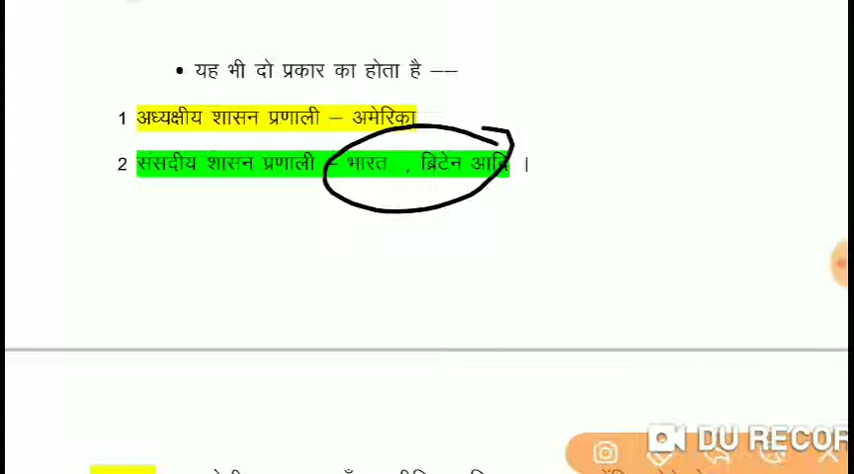 • यह भी दो प्रकार का होता है ––
1 अध्यक्षीय शासन प्रणाली – अमेरिका
2 संसदीय शासन प्रणाली – भारत , ब्रिटेन आदि ।
DU RECOR